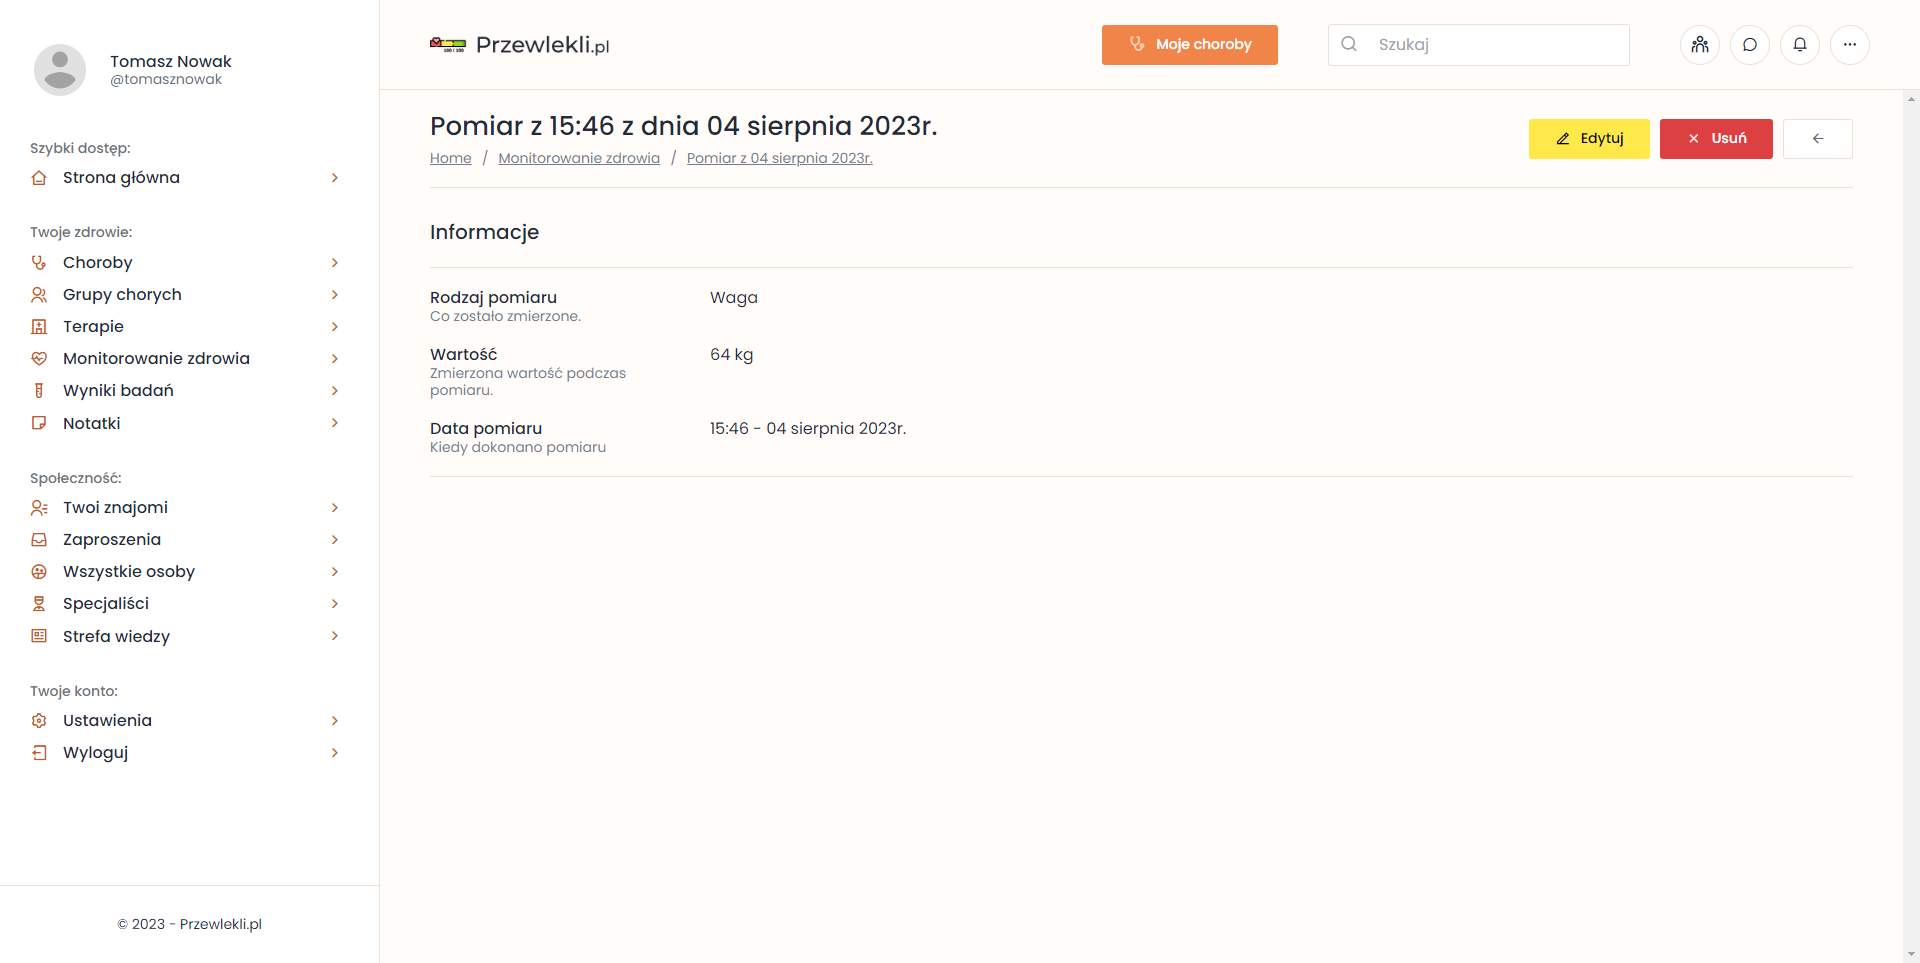 Tomasz Nowak
@tomasznowak
Szybki dostęp:
Strona główna
Twoje zdrowie:
Choroby
Grupy chorych
Terapie
Monitorowanie zdrowia
Wyniki badań
Notatki
Społeczność:
Twoi znajomi
Zaproszenia
Wszystkie osoby
Specjaliści
Strefa wiedzy
Twoje konto:
Ustawienia
Wyloguj
© 2023 - Przewlekli.pl
100 / 100
Przewlekli.pl
Moje choroby
Szukaj
Pomiar z 15:46 z dnia 04 sierpnia 2023r.
Home / Monitorowanie zdrowia / Pomiar z 04 sierpnia 2023r.
Edytuj
Usuń
Informacje
Rodzaj pomiaru
Co zostało zmierzone.
Waga
Wartość
Zmierzona wartość podczas
pomiaru.
64 kg
Data pomiaru
Kiedy dokonano pomiaru
15:46 - 04 sierpnia 2023r.